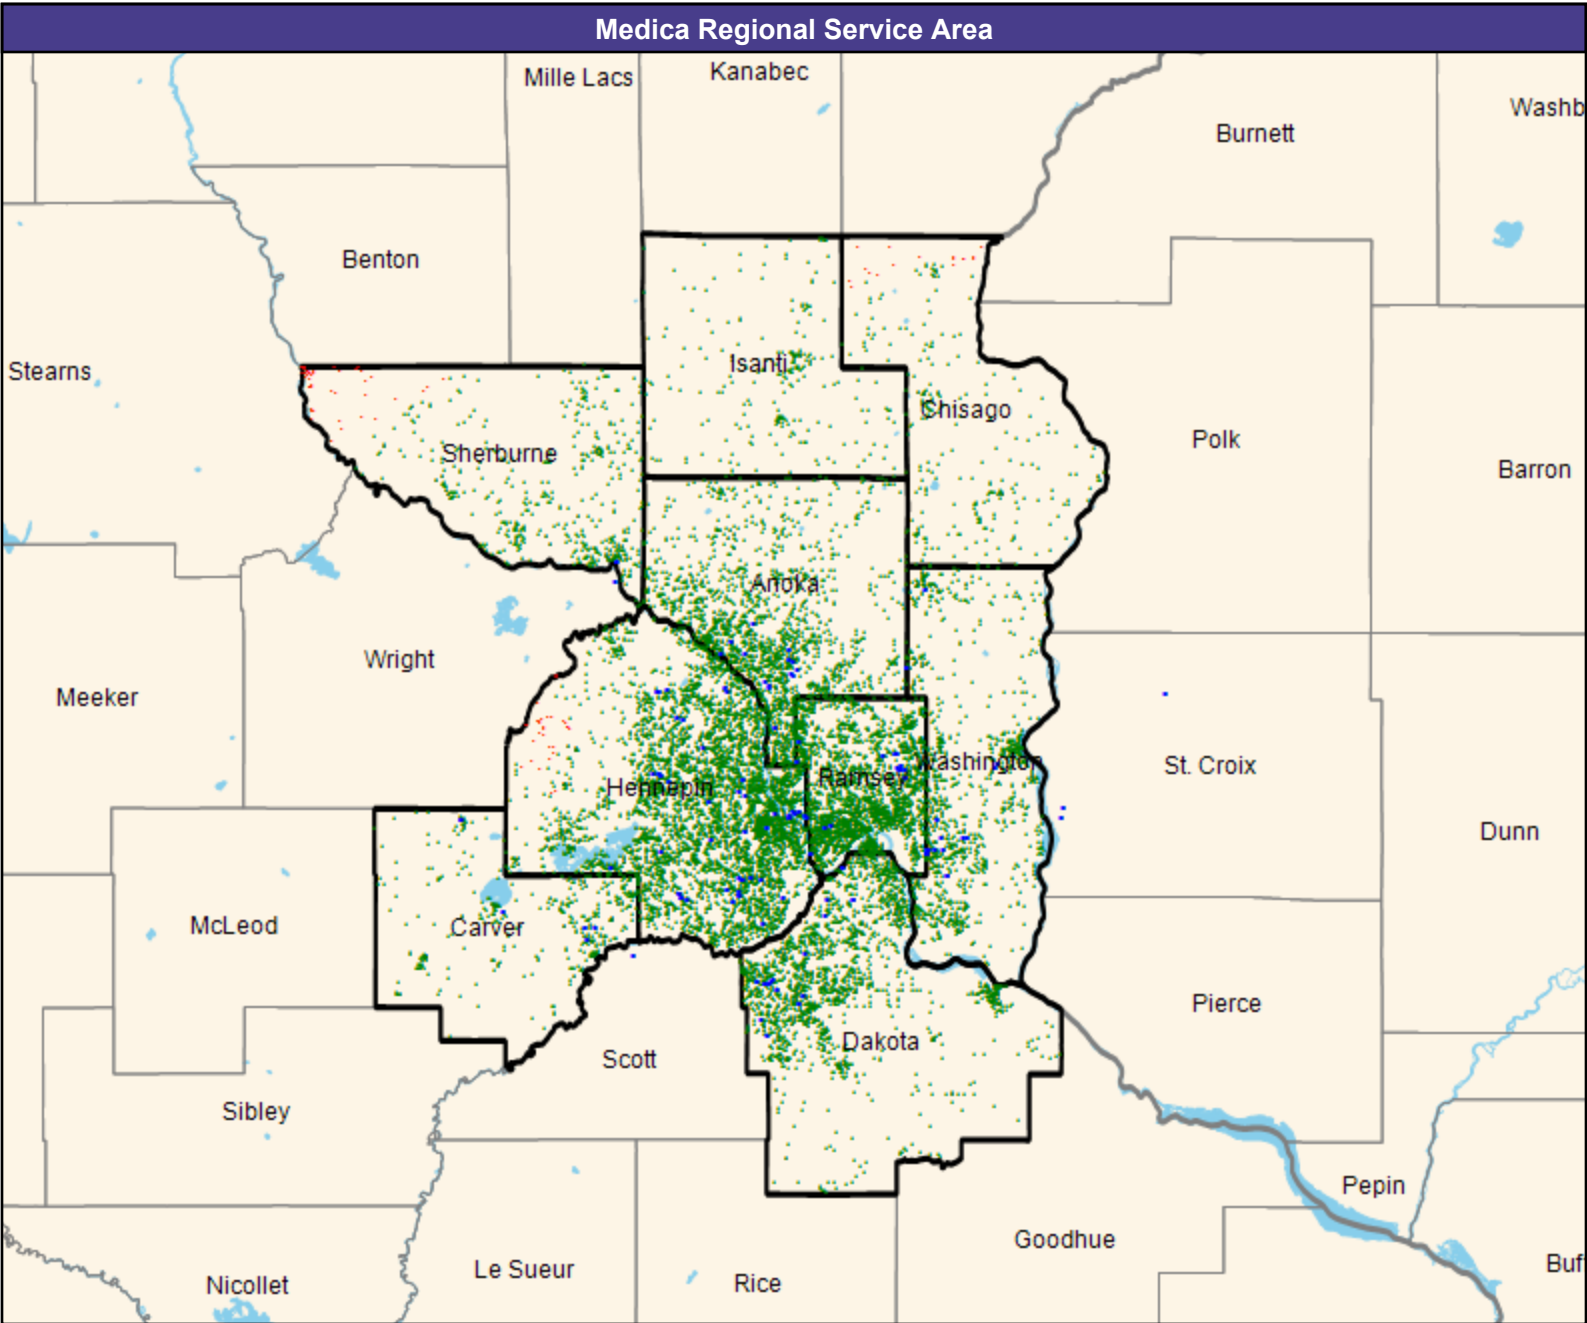 Medica Regional Service Area
Mille Lacs
Kanabec
Washb
Burnett
Benton
Stearns
Isanti
Chisago
Polk
Sherburne
Barron
Anoka
Wright
Meeker
Washington
St. Croix
Ramsey
Hennepin
Dunn
McLeod
Carver
Pierce
Dakota
Scott
Sibley
Pepin
Goodhue
Buf
Le Sueur
Rice
Nicollet